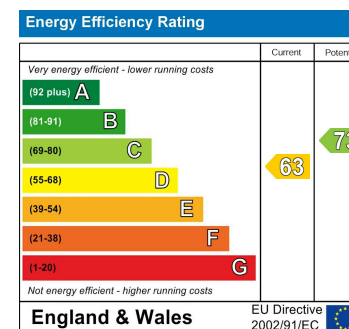 Energy Efficiency Rating
Current
Very energy efficient - lower running costs
(92 plus) A
(81-91) B
(69-80) C
(55-68) D
63
(39-54) E
(21-38) F
(1-20) G
Not energy efficient - higher running costs
England & Wales
EU Directive
2002/91/EC